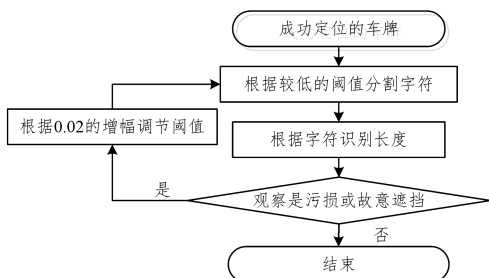 成功定位的车牌
根据较低的阈值分割字符
根据0.02的增幅调节阈值
根据字符识别长度
是
观察是污损或故意遮挡
否
结束